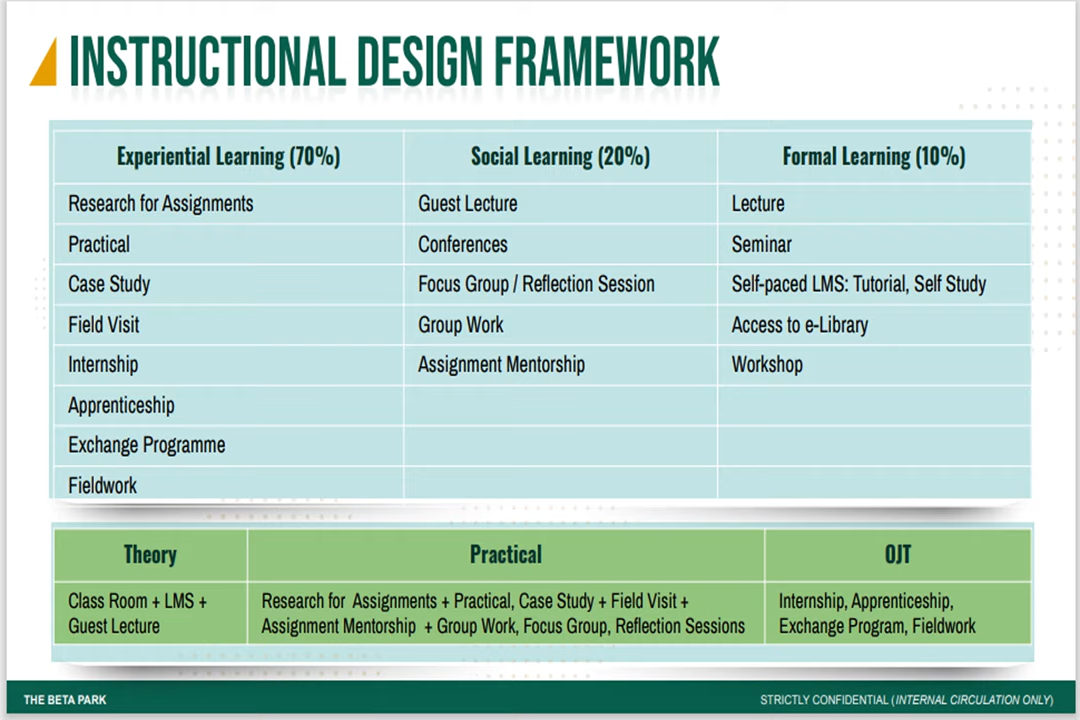 INSTRUCTIONAL DESIGN FRAMEWORK
Experiential Learning (70%) Social Learning (20%) Formal Learning (10%)
Research for Assignments Guest Lecture Lecture
Practical Conferences Seminar
Case Study Focus Group / Reflection Session Self-paced LMS: Tutorial, Self Study
Field Visit Group Work Access to e-Library
Internship Assignment Mentorship Workshop
Apprenticeship
Exchange Programme
Fieldwork
Theory Practical OJT
Class Room + LMS + Research for Assignments + Practical, Case Study + Field Visit + Internship, Apprenticeship,
Guest Lecture Assignment Mentorship + Group Work, Focus Group, Reflection Sessions Exchange Program, Fieldwork
THE BETA PARK STRICTLY CONFIDENTIAL (INTERNAL CIRCULATION ONLY)